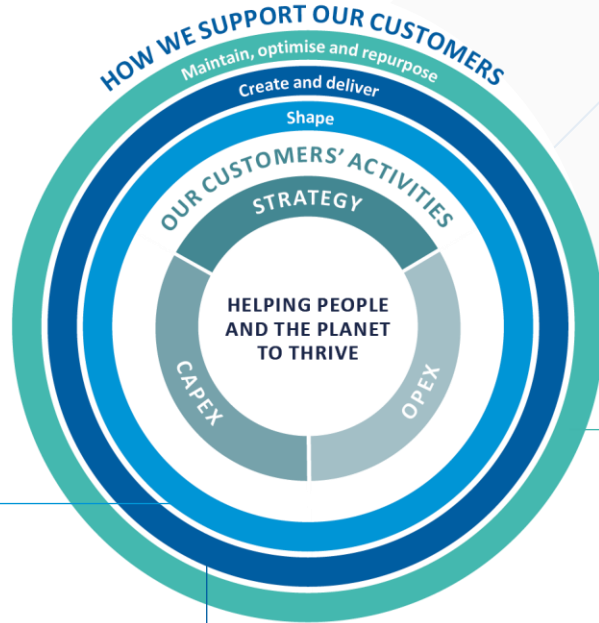 HOW WE SUPPORT OUR CUSTOMERS
Maintain, optimise and repurpose
Create and deliver
Shape
OUR CUSTOMERS’ ACTIVITIES
STRATEGY
HELPING PEOPLE
AND THE PLANET
TO THRIVE
CAPEX
OPEX